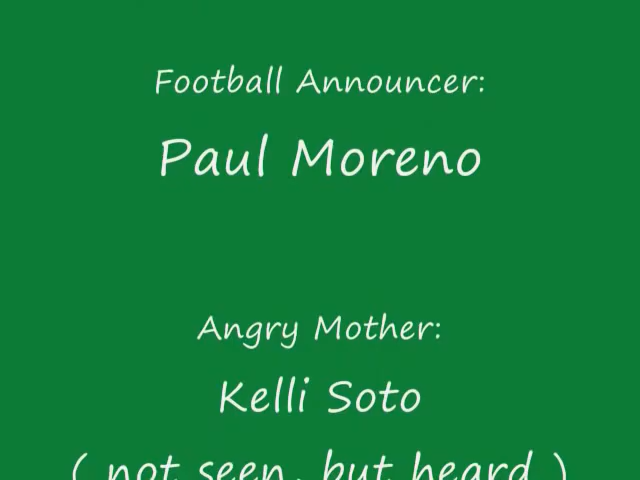 Football Announcer:
Paul Moreno
Angry Mother:
Kelli Soto
( not seen, but heard )